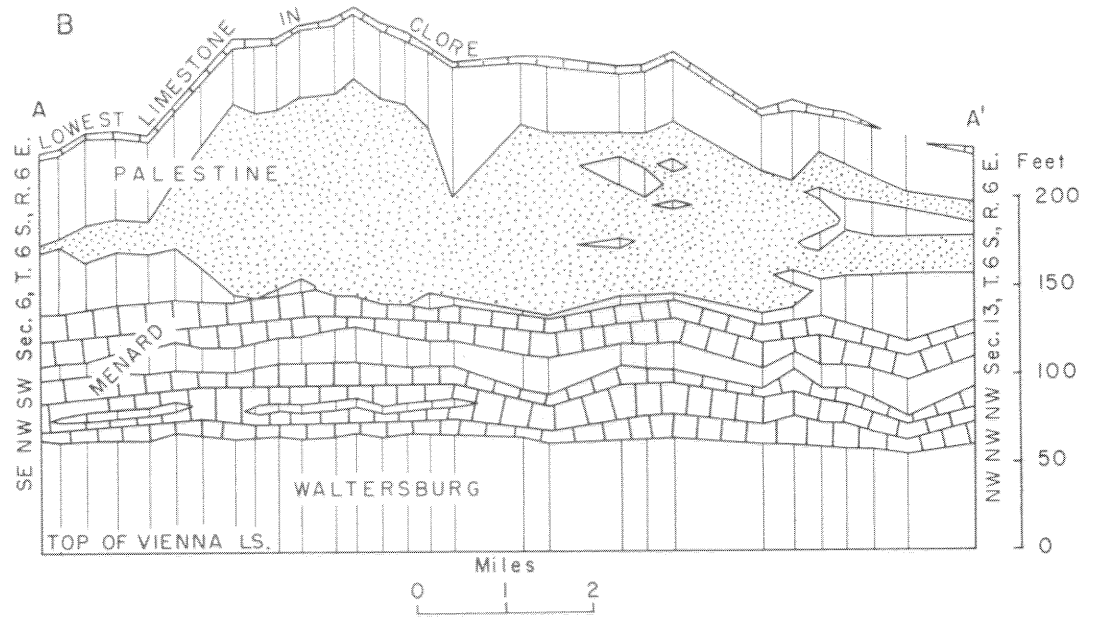 B
LOWEST LIMESTONE IN CLORE
A
A'
PALESTINE
SE NW SW Sec. 6, T. 6 S., R. 6 E.
NW NW NW Sec. 13, T. 6 S., R. 6 E.
Feet
200
150
100
50
0
MENARD
WALTERSBURG
TOP OF VIENNA LS.
Miles
0 1 2